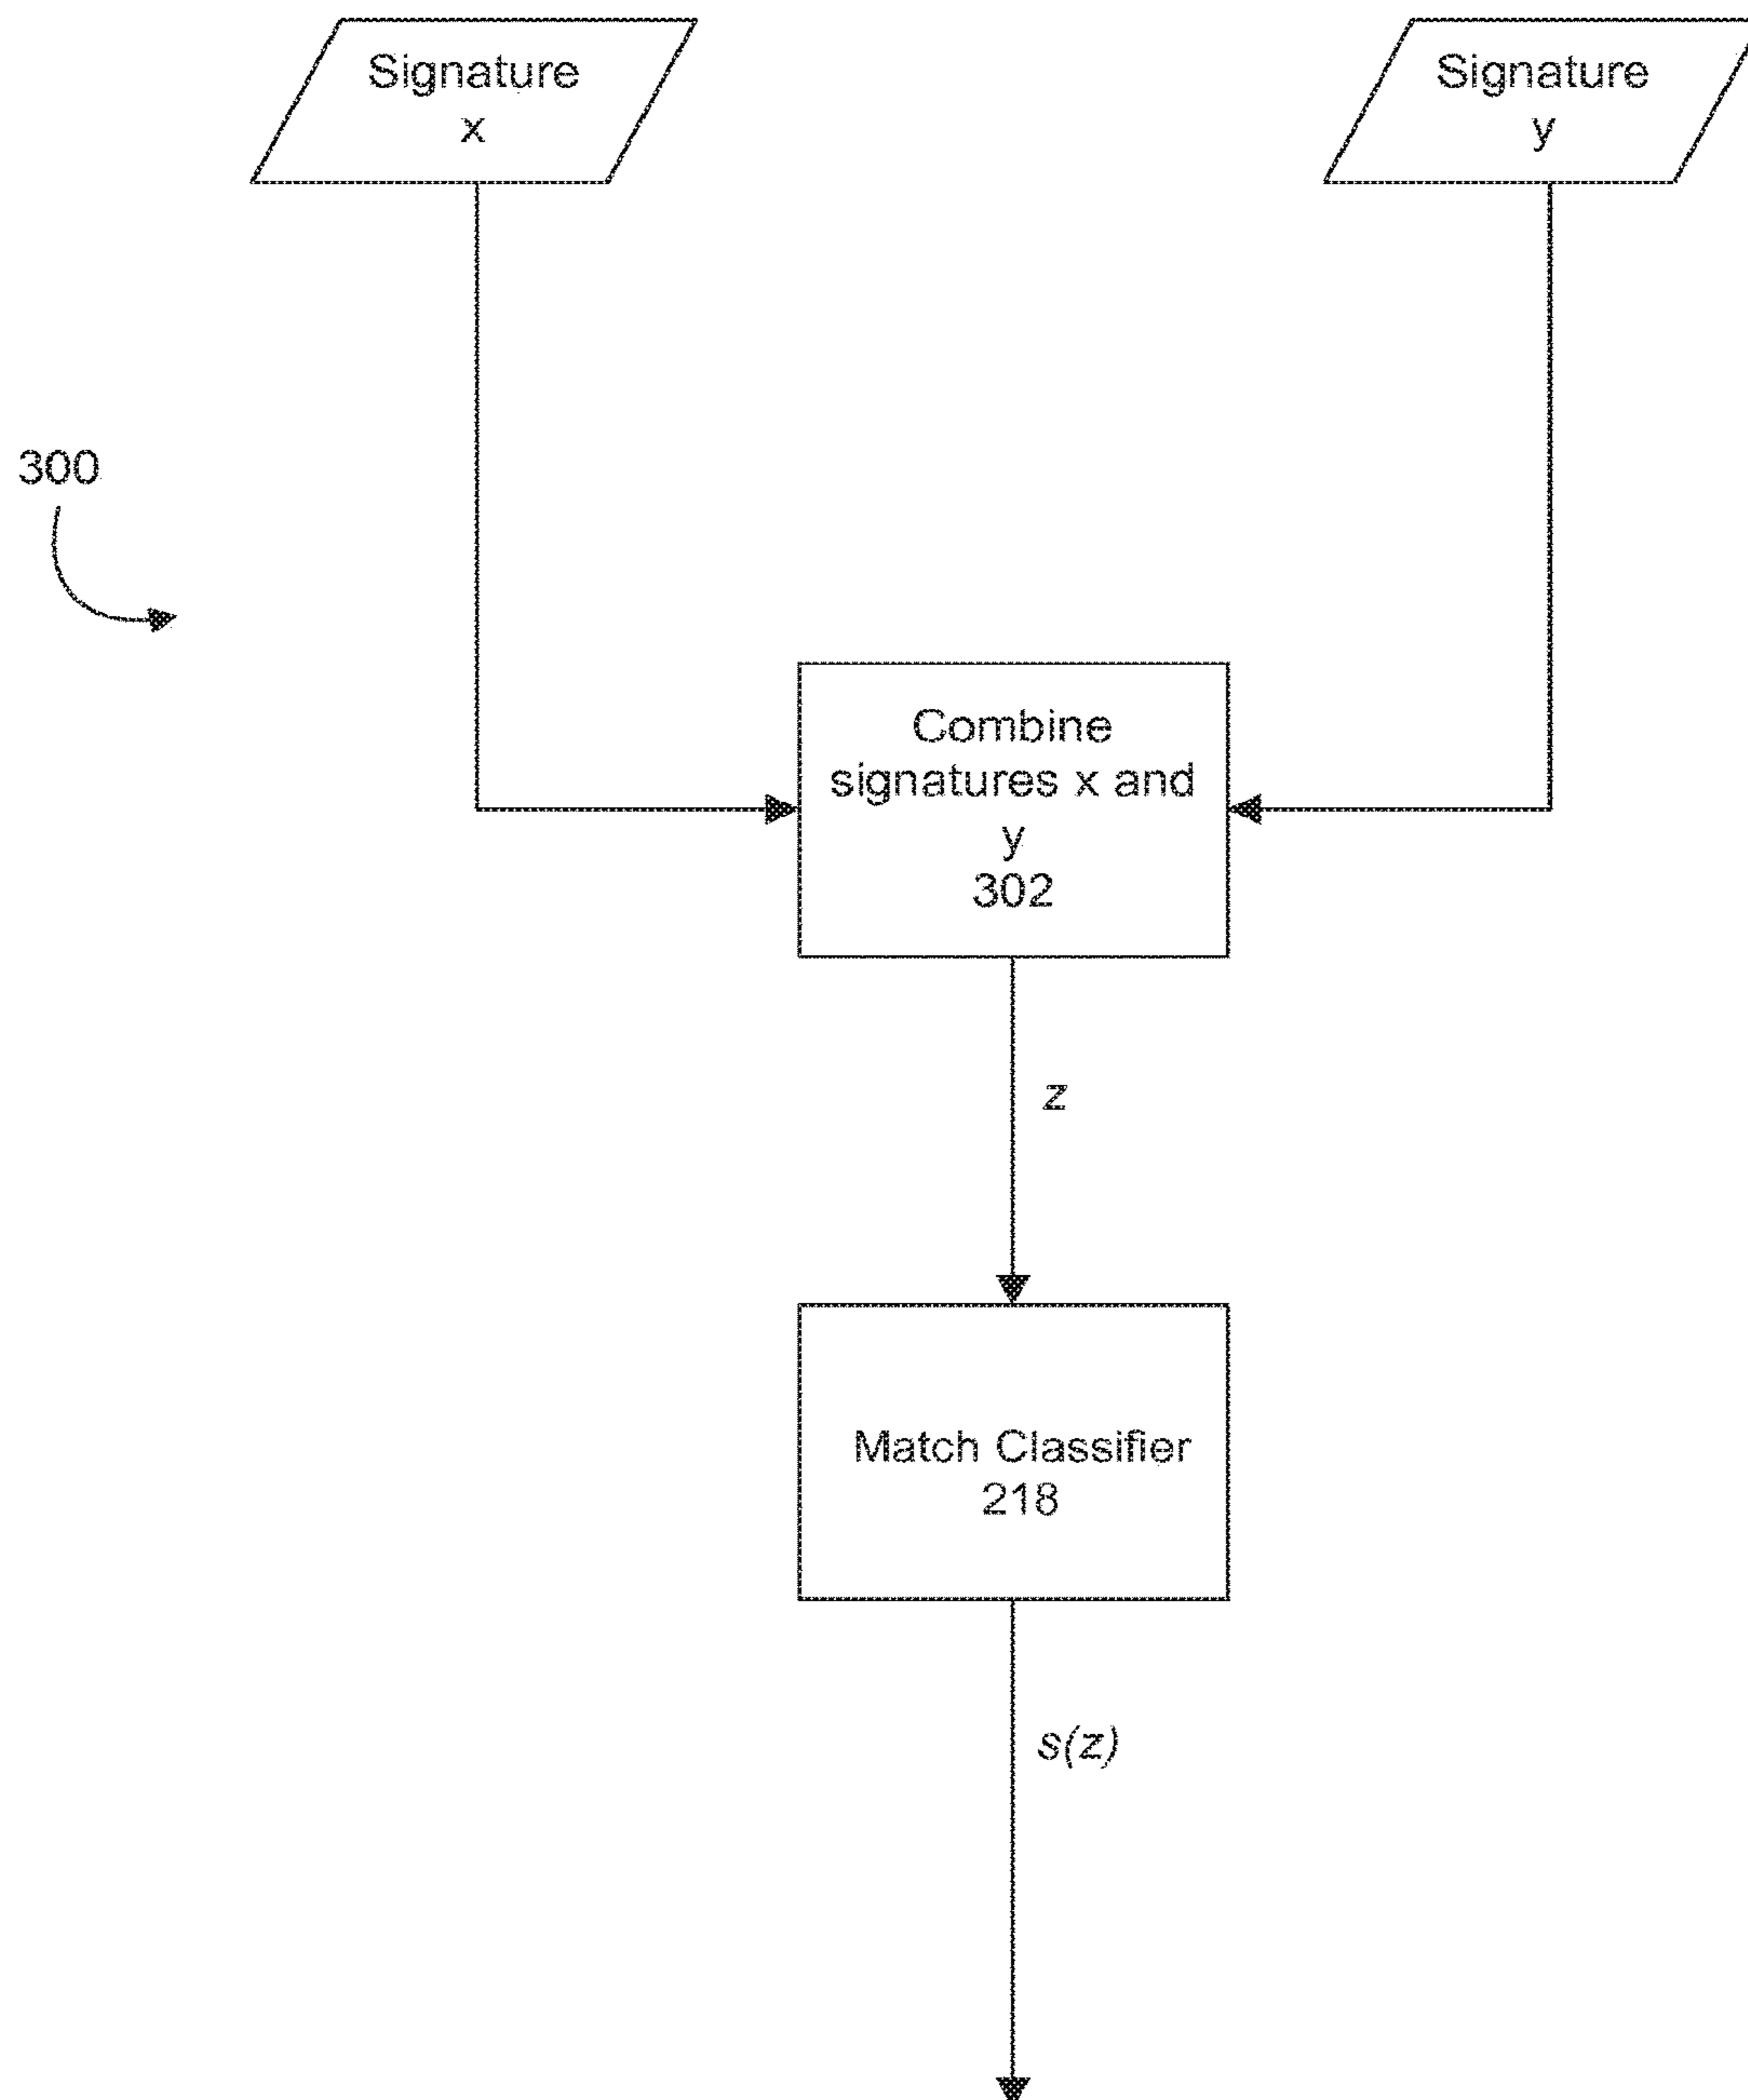 Signature
x
Signature
y
300
Combine
signatures x and
y
302
z
Match Classifier
218
s(z)